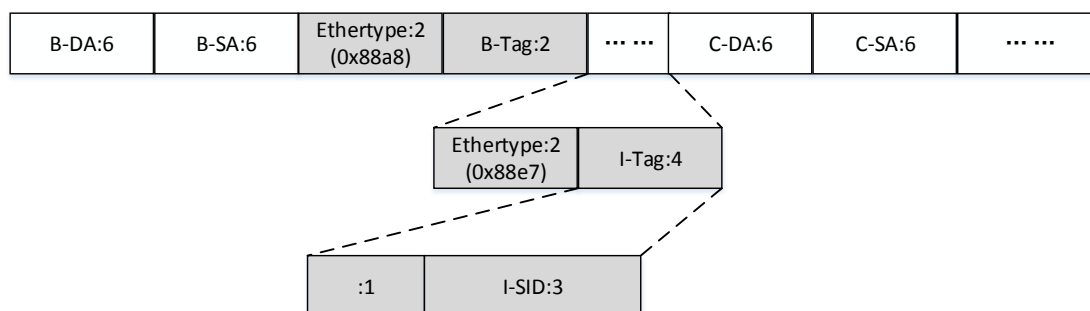 B-DA:6
B-SA:6
Ethertype:2
(0x88a8)
B-Tag:2
... ...
C-DA:6
C-SA:6
... ...
Ethertype:2
(0x88e7)
I-Tag:4
:1
I-SID:3